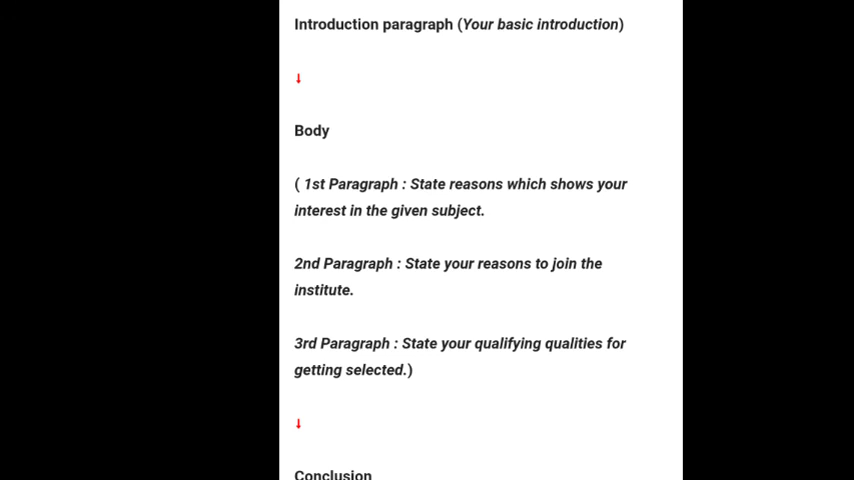 Introduction paragraph (Your basic introduction)
↓
Body
( 1st Paragraph : State reasons which shows your
interest in the given subject.
2nd Paragraph : State your reasons to join the
institute.
3rd Paragraph : State your qualifying qualities for
getting selected.)
↓
Conclusion